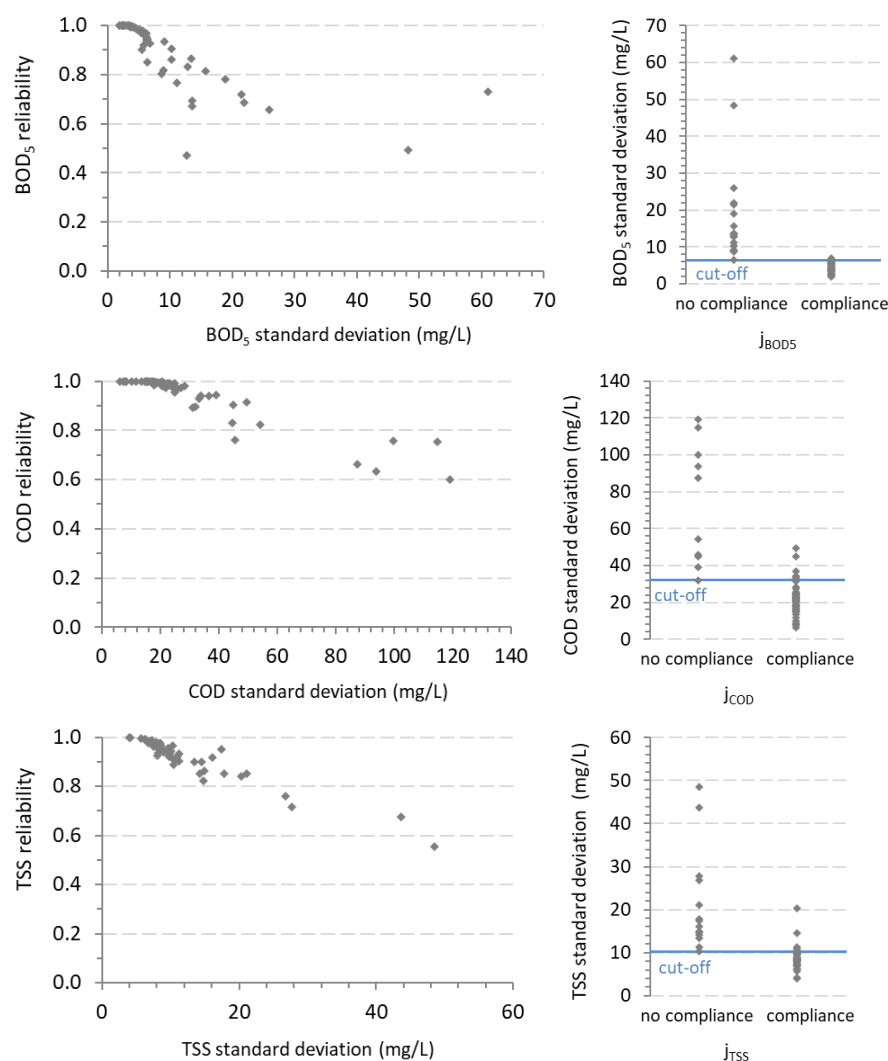 1.0
0.8
0.6
0.4
0.2
0.0
BOD₅ reliability
0 10 20 30 40 50 60 70
BOD₅ standard deviation (mg/L)
70
60
50
40
30
20
10
0
BOD₅ standard deviation (mg/L)
cut-off
no compliance compliance
jBOD5
1.0
0.8
0.6
0.4
0.2
0.0
COD reliability
0 20 40 60 80 100 120 140
COD standard deviation (mg/L)
140
120
100
80
60
40
20
0
COD standard deviation (mg/L)
cut-off
no compliance compliance
jCOD
1.0
0.8
0.6
0.4
0.2
0.0
TSS reliability
0 20 40 60
TSS standard deviation (mg/L)
60
50
40
30
20
10
0
TSS standard deviation (mg/L)
cut-off
no compliance compliance
jTSS